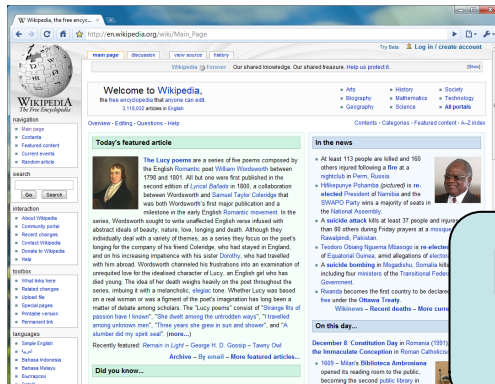 Wikipedia, the free encyc...
http://en.wikipedia.org/wiki/Main_Page
Try Beta Log in / create account
main page discussion view source history
Wikipedia Forever Our shared knowledge. Our shared treasure. Help us protect it. [Show]
WIKIPEDIA
The Free Encyclopedia
navigation
Main page
Contents
Featured content
Current events
Random article
search
Go Search
interaction
About Wikipedia
Community portal
Recent changes
Contact Wikipedia
Donate to Wikipedia
Help
toolbox
What links here
Related changes
Upload file
Special pages
Printable version
Permanent link
languages
Simple English
العربية
Bahasa Indonesia
Bahasa Melayu
Български
Català
Welcome to Wikipedia,
the free encyclopedia that anyone can edit.
3,118,032 articles in English
Arts
Biography
Geography
History
Mathematics
Science
Society
Technology
All portals
Overview · Editing · Questions · Help
Contents · Categories · Featured content · A–Z index
Today's featured article
The Lucy poems are a series of five poems composed by
the English Romantic poet William Wordsworth between
1798 and 1801. All but one were first published in the
second edition of Lyrical Ballads in 1800, a collaboration
between Wordsworth and Samuel Taylor Coleridge that
was both Wordsworth's first major publication and a
milestone in the early English Romantic movement. In the
series, Wordsworth sought to write unaffected English verse infused with
abstract ideals of beauty, nature, love, longing and death. Although they
individually deal with a variety of themes, as a series they focus on the poet's
longing for the company of his friend Coleridge, who had stayed in England,
and on his increasing impatience with his sister Dorothy, who had travelled
with him abroad. Wordsworth channeled his frustrations into an examination of
unrequited love for the idealised character of Lucy, an English girl who has
died young. The idea of her death weighs heavily on the poet throughout the
series, imbuing it with a melancholic, elegiac tone. Whether Lucy was based
on a real woman or was a figment of the poet's imagination has long been a
matter of debate among scholars. The "Lucy poems" consist of "Strange fits of
passion have I known", "She dwelt among the untrodden ways", "I travelled
among unknown men", "Three years she grew in sun and shower", and "A
slumber did my spirit seal". (more...)
Recently featured: Remain in Light – George H. D. Gossip – Tawny Owl
Archive – By email – More featured articles...
Did you know...
In the news
At least 113 people are killed and 160
others injured following a fire at a
nightclub in Perm, Russia.
Hifikepunye Pohamba (pictured) is re-
elected President of Namibia and the
SWAPO Party wins a majority of seats in
the National Assembly.
A suicide attack kills at least 37 people and injures
than 80 others during Friday prayers at a mosque
Rawalpindi, Pakistan.
Teodoro Obiang Nguema Mbasogo is re-elected
of Equatorial Guinea, amid allegations of elector
A suicide bombing in Mogadishu, Somalia kills
including four ministers of the Transitional Federa
Government.
Rwanda becomes the first country to be declared
free under the Ottawa Treaty.
Wikinews – Recent deaths – More curre
On this day...
December 8: Constitution Day in Romania (1991);
the Immaculate Conception in Roman Catholicism
1609 – Milan's Biblioteca Ambrosiana
opened its reading room to the public,
becoming the second public library in